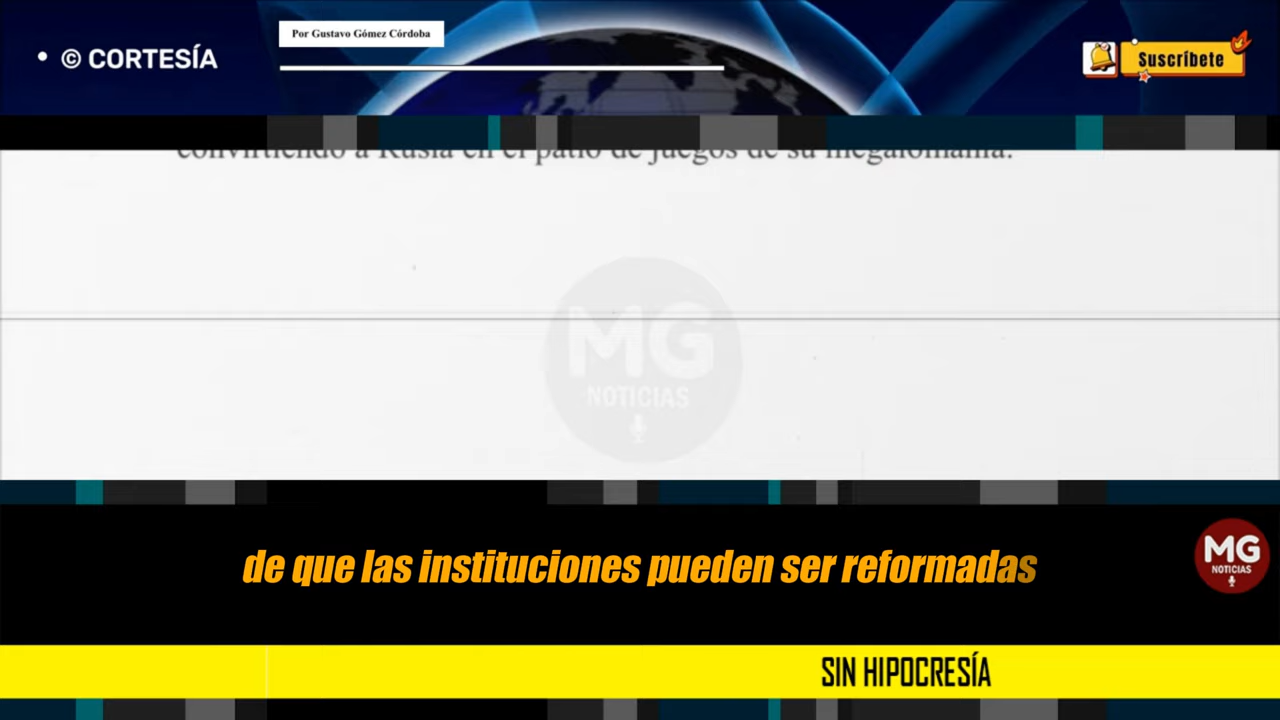 Por Gustavo Gómez Córdoba
• © CORTESÍA
Suscríbete
convirtiendo a Rusia en el patio de juegos de su megalomanía.
MG
NOTICIAS
de que las instituciones pueden ser reformadas
MG
NOTICIAS
SIN HIPOCRESÍA